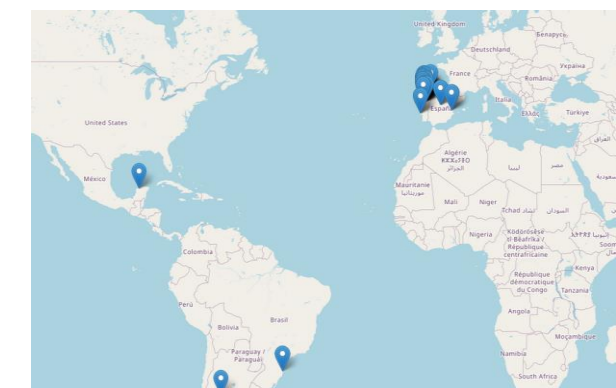 United Kingdom
Беларусь
Deutschland
Україна
France
România
Italia
España
Ελλάς
Türkiye
United States
México
Algérie
الجزائر
ليبيا
مصر
العراق
Mauritanie
موريتانيا
Mali
Niger
Tchad تشاد
السودان
Nigeria
Ködörösêse
tî Bêafrîka /
République
centrafricaine
Colombia
Kenya
République
démocratique
du Congo
Tanzania
Perú
Brasil
Angola
Bolivia
Moçambique
Paraguay /
Paraguái
Namibia
South Africa